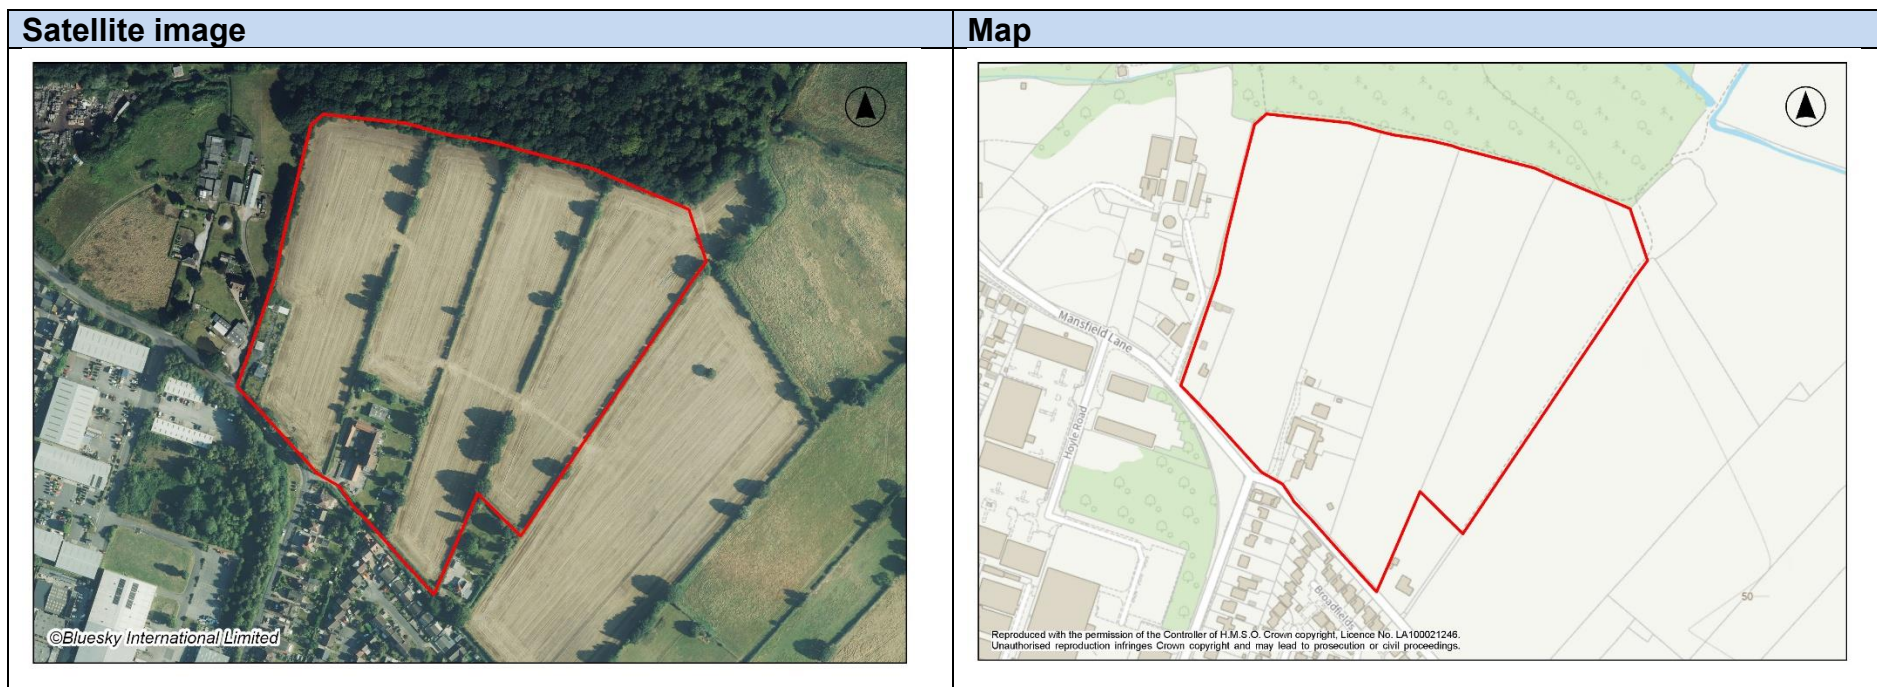 Satellite image
Map
©Bluesky International Limited
Mansfield Lane
Hoyle Road
Broadfields
50
Reproduced with the permission of the Controller of H.M.S.O. Crown copyright, Licence No. LA100021246.
Unauthorised reproduction infringes Crown copyright and may lead to prosecution or civil proceedings.